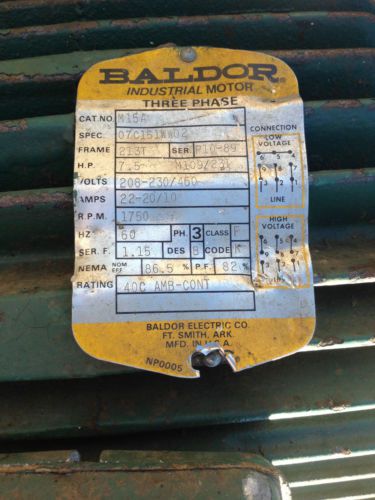 BALDOR
INDUSTRIAL MOTOR
THREE PHASE
CAT.NO. M15A
SPEC. 07C151WW02
FRAME 213T SER. P10-89
H.P. 7.5
VOLTS 208-230/460
AMPS 22-20/10
R.P.M. 1750
HZ 60 PH. 3 CLASS F
SER. F. 1.15 DES B CODE K
NEMA NOM EFF 86.5 % P.F. 82 %
RATING 40C AMB-CONT
CONNECTION
LOW VOLTAGE
LINE
HIGH VOLTAGE
BALDOR ELECTRIC CO.
FT. SMITH, ARK.
MFD. IN U.S.A.
NP0005